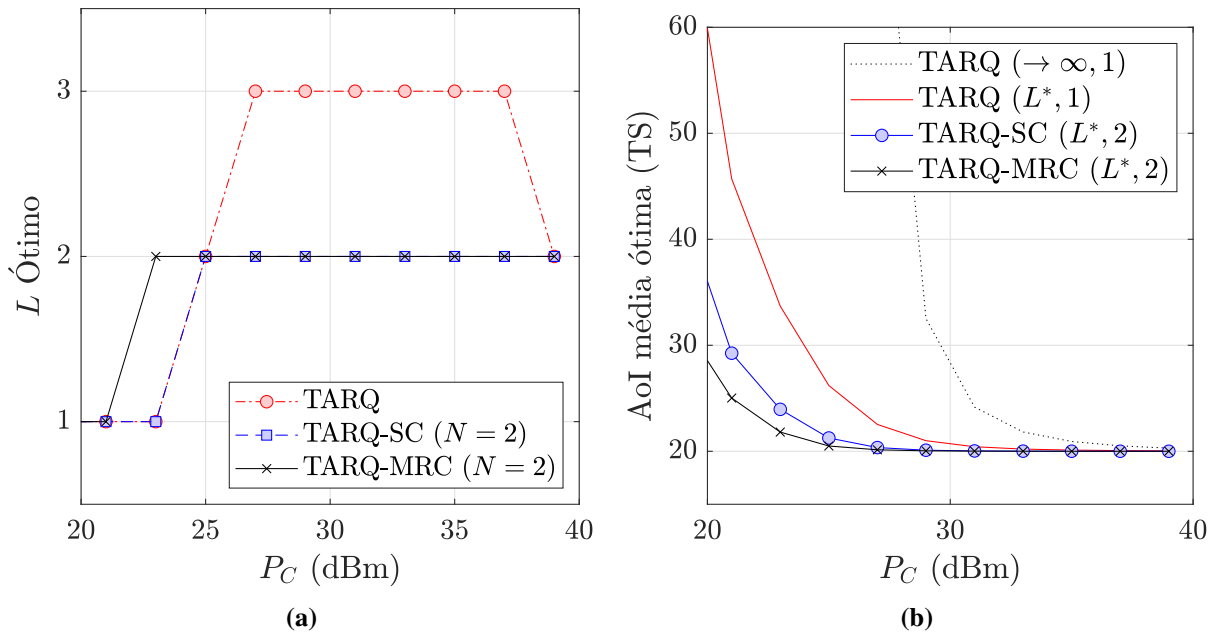 L Ótimo
3
2
1
TARQ
TARQ-SC (N = 2)
TARQ-MRC (N = 2)
20 25 30 35 40
P_C (dBm)
(a)
AoI média ótima (TS)
60
50
40
30
20
TARQ (→ ∞, 1)
TARQ (L*, 1)
TARQ-SC (L*, 2)
TARQ-MRC (L*, 2)
20 30 40
P_C (dBm)
(b)